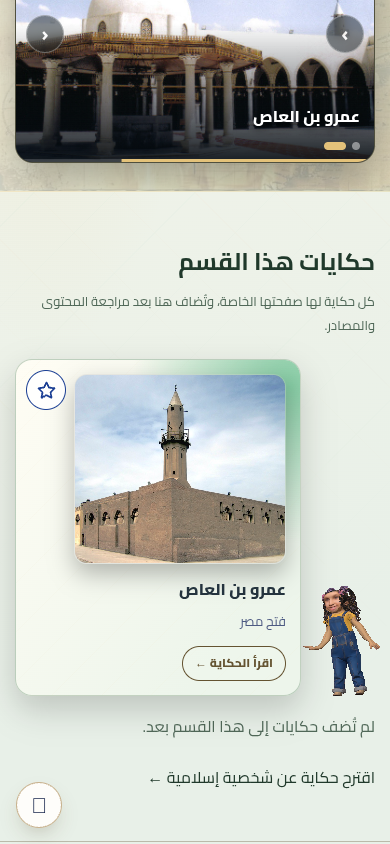 عمرو بن العاص
حكايات هذا القسم
كل حكاية لها صفحتها الخاصة، وتُضاف هنا بعد مراجعة المحتوى
والمصادر.
عمرو بن العاص
فتح مصر
اقرأ الحكاية ←
لم تُضف حكايات إلى هذا القسم بعد.
اقترح حكاية عن شخصية إسلامية ←